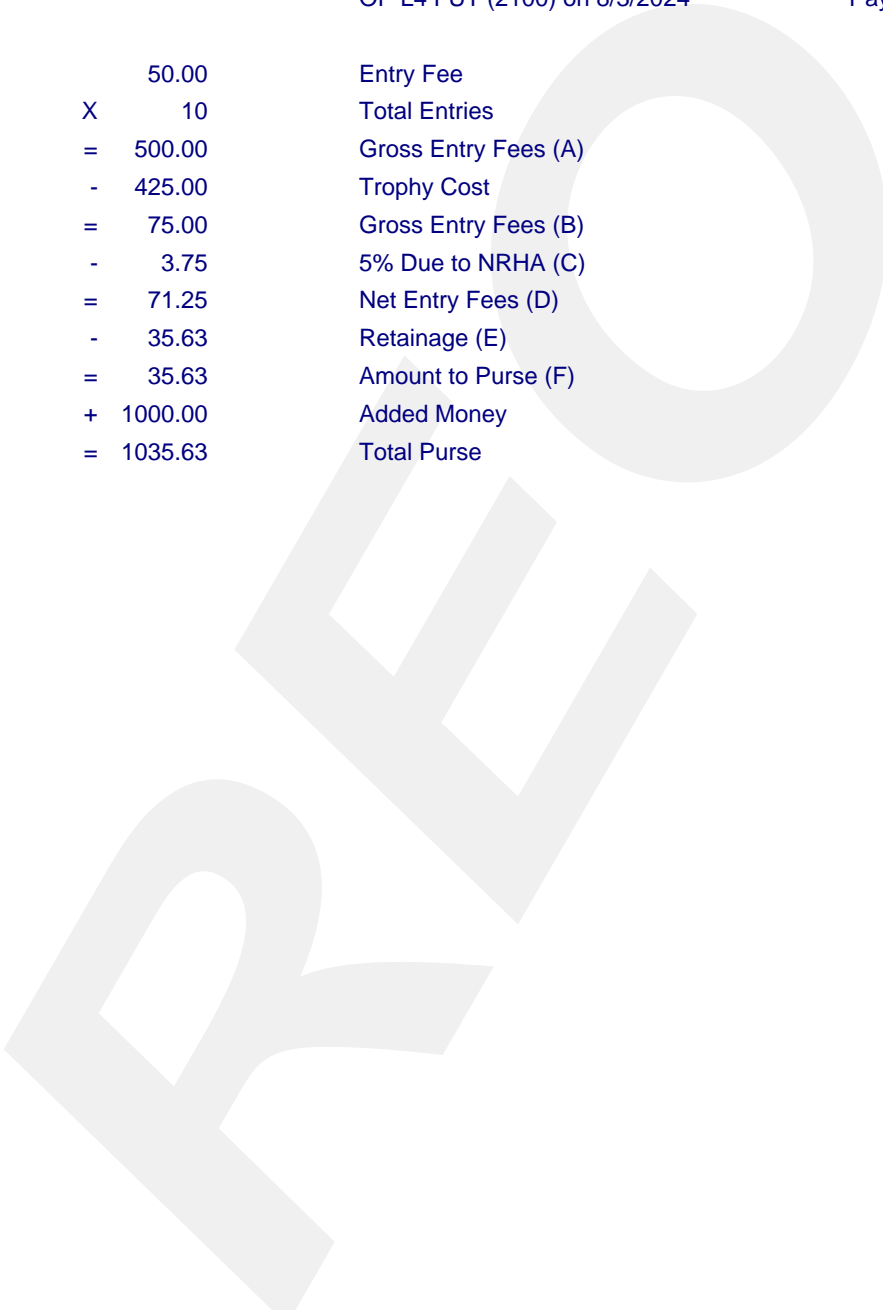 50.00 Entry Fee
X 10 Total Entries
= 500.00 Gross Entry Fees (A)
- 425.00 Trophy Cost
= 75.00 Gross Entry Fees (B)
- 3.75 5% Due to NRHA (C)
= 71.25 Net Entry Fees (D)
- 35.63 Retainage (E)
= 35.63 Amount to Purse (F)
+ 1000.00 Added Money
= 1035.63 Total Purse
REO